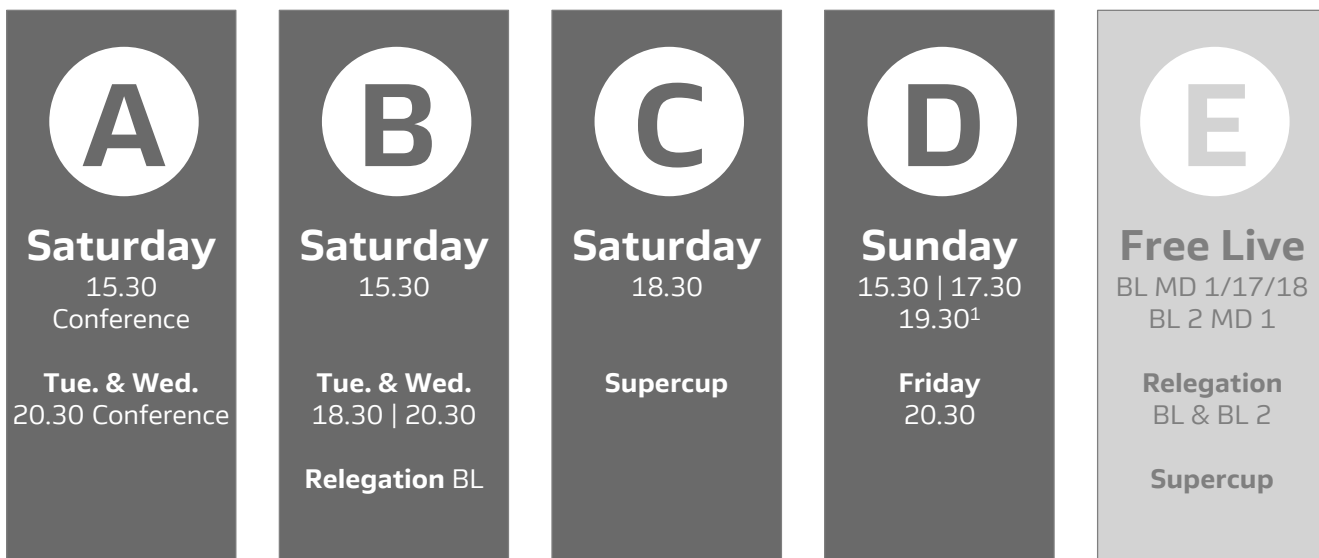 A
Saturday
15.30
Conference
Tue. & Wed.
20.30 Conference
B
Saturday
15.30
Tue. & Wed.
18.30 | 20.30
Relegation BL
C
Saturday
18.30
Supercup
D
Sunday
15.30 | 17.30
19.30¹
Friday
20.30
E
Free Live
BL MD 1/17/18
BL 2 MD 1
Relegation
BL & BL 2
Supercup